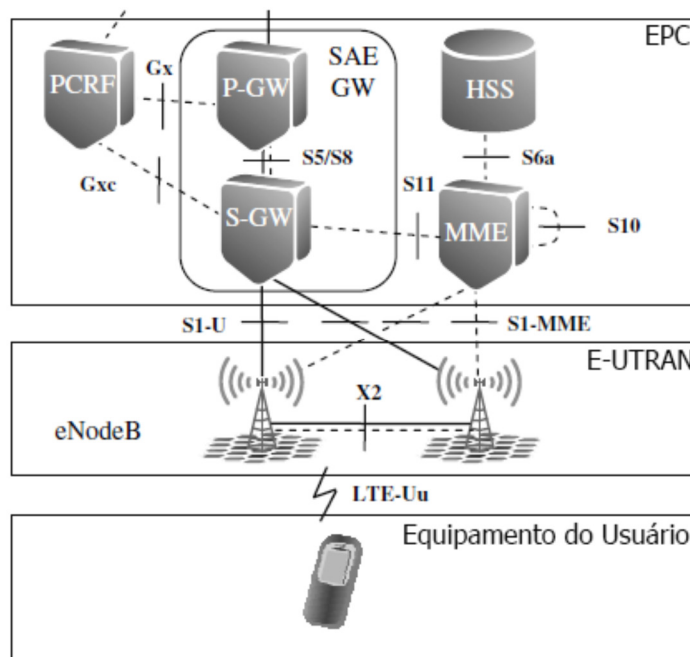 EPC
SAE
GW
PCRF
Gx
P-GW
HSS
S5/S8
S6a
Gxc
S11
S-GW
MME
S10
S1-U
S1-MME
E-UTRAN
X2
eNodeB
LTE-Uu
Equipamento do Usuário